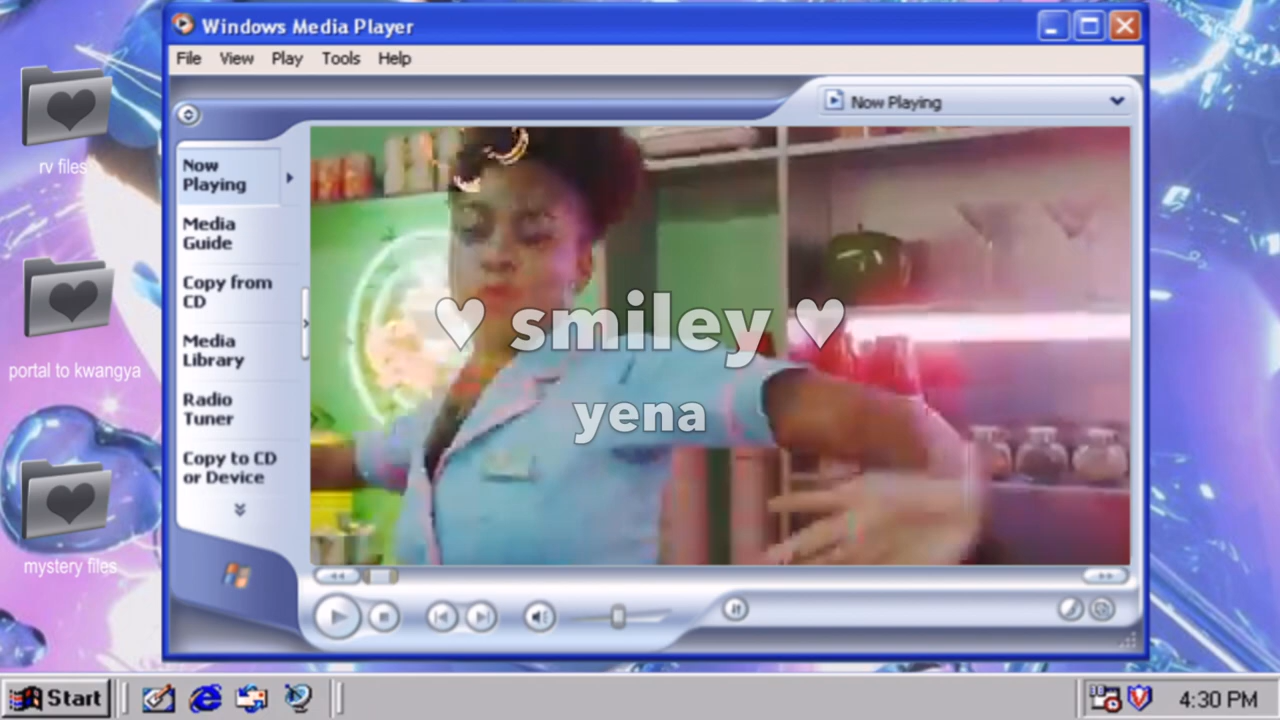 Windows Media Player
File View Play Tools Help
Now Playing
rv files
Now
Playing
Media
Guide
Copy from
CD
Media
Library
Radio
Tuner
Copy to CD
or Device
♥ smiley ♥
yena
portal to kwangya
mystery files
Start
4:30 PM